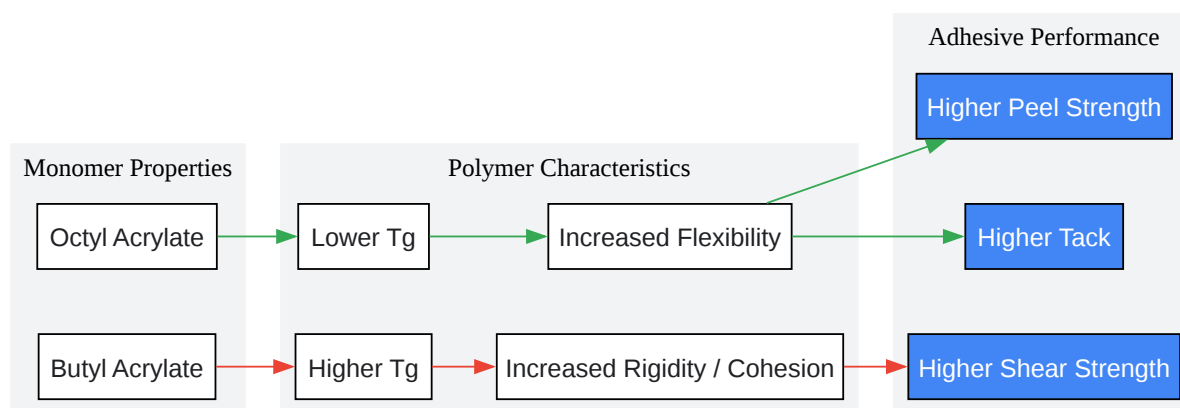 Adhesive Performance
Higher Peel Strength
Monomer Properties
Polymer Characteristics
Octyl Acrylate
Lower Tg
Increased Flexibility
Higher Tack
Butyl Acrylate
Higher Tg
Increased Rigidity / Cohesion
Higher Shear Strength